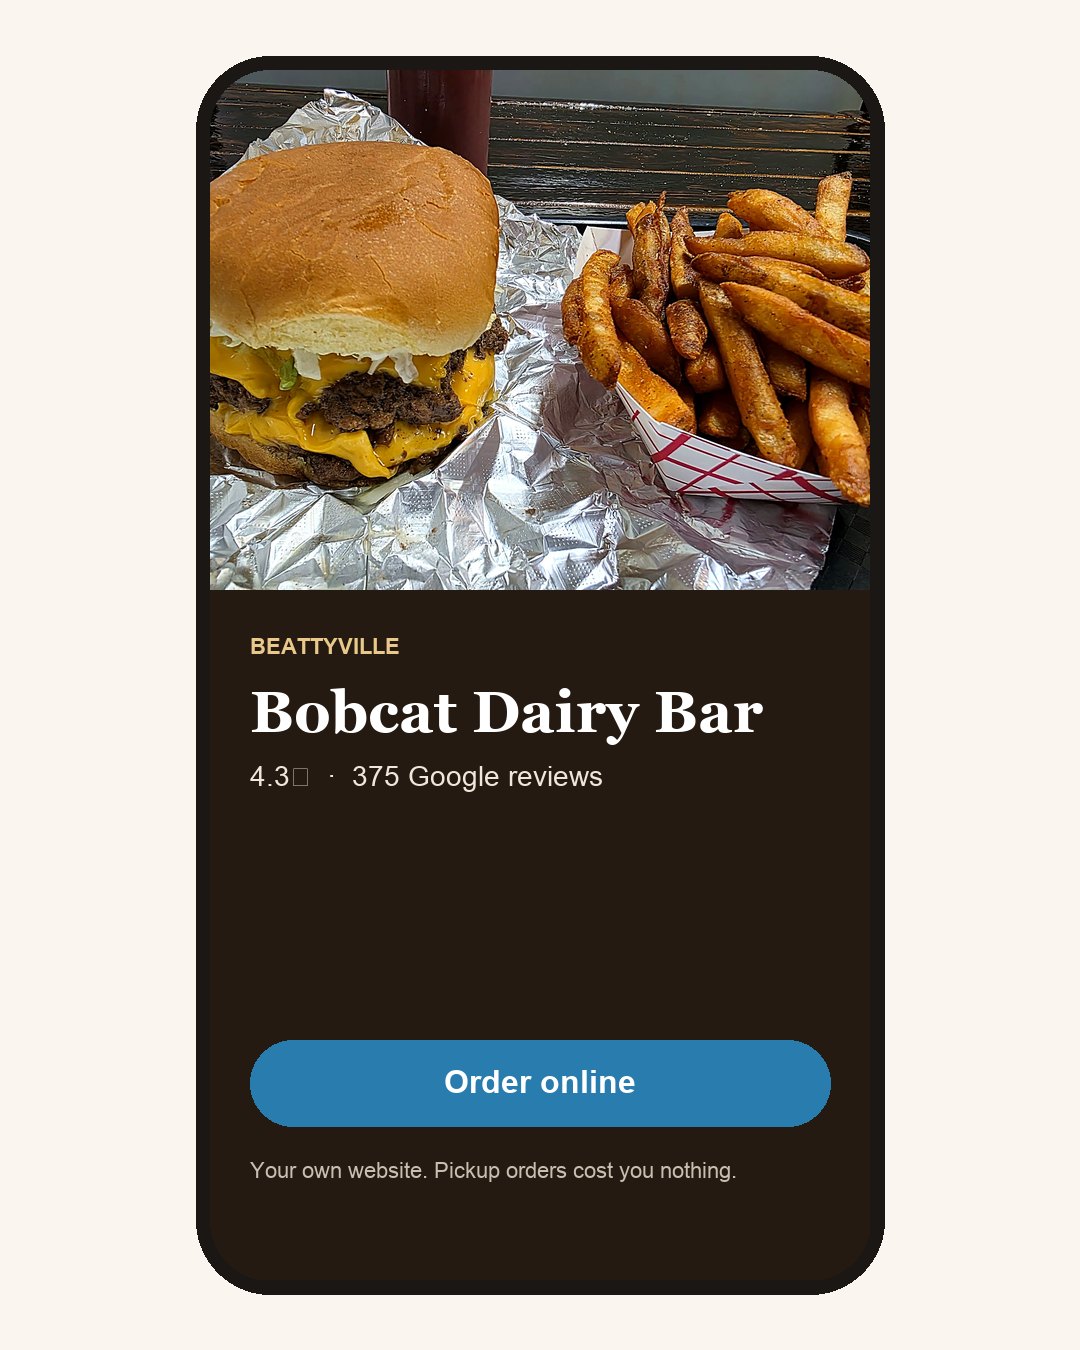 BEATTYVILLE
Bobcat Dairy Bar
4.3□ · 375 Google reviews
Order online
Your own website. Pickup orders cost you nothing.